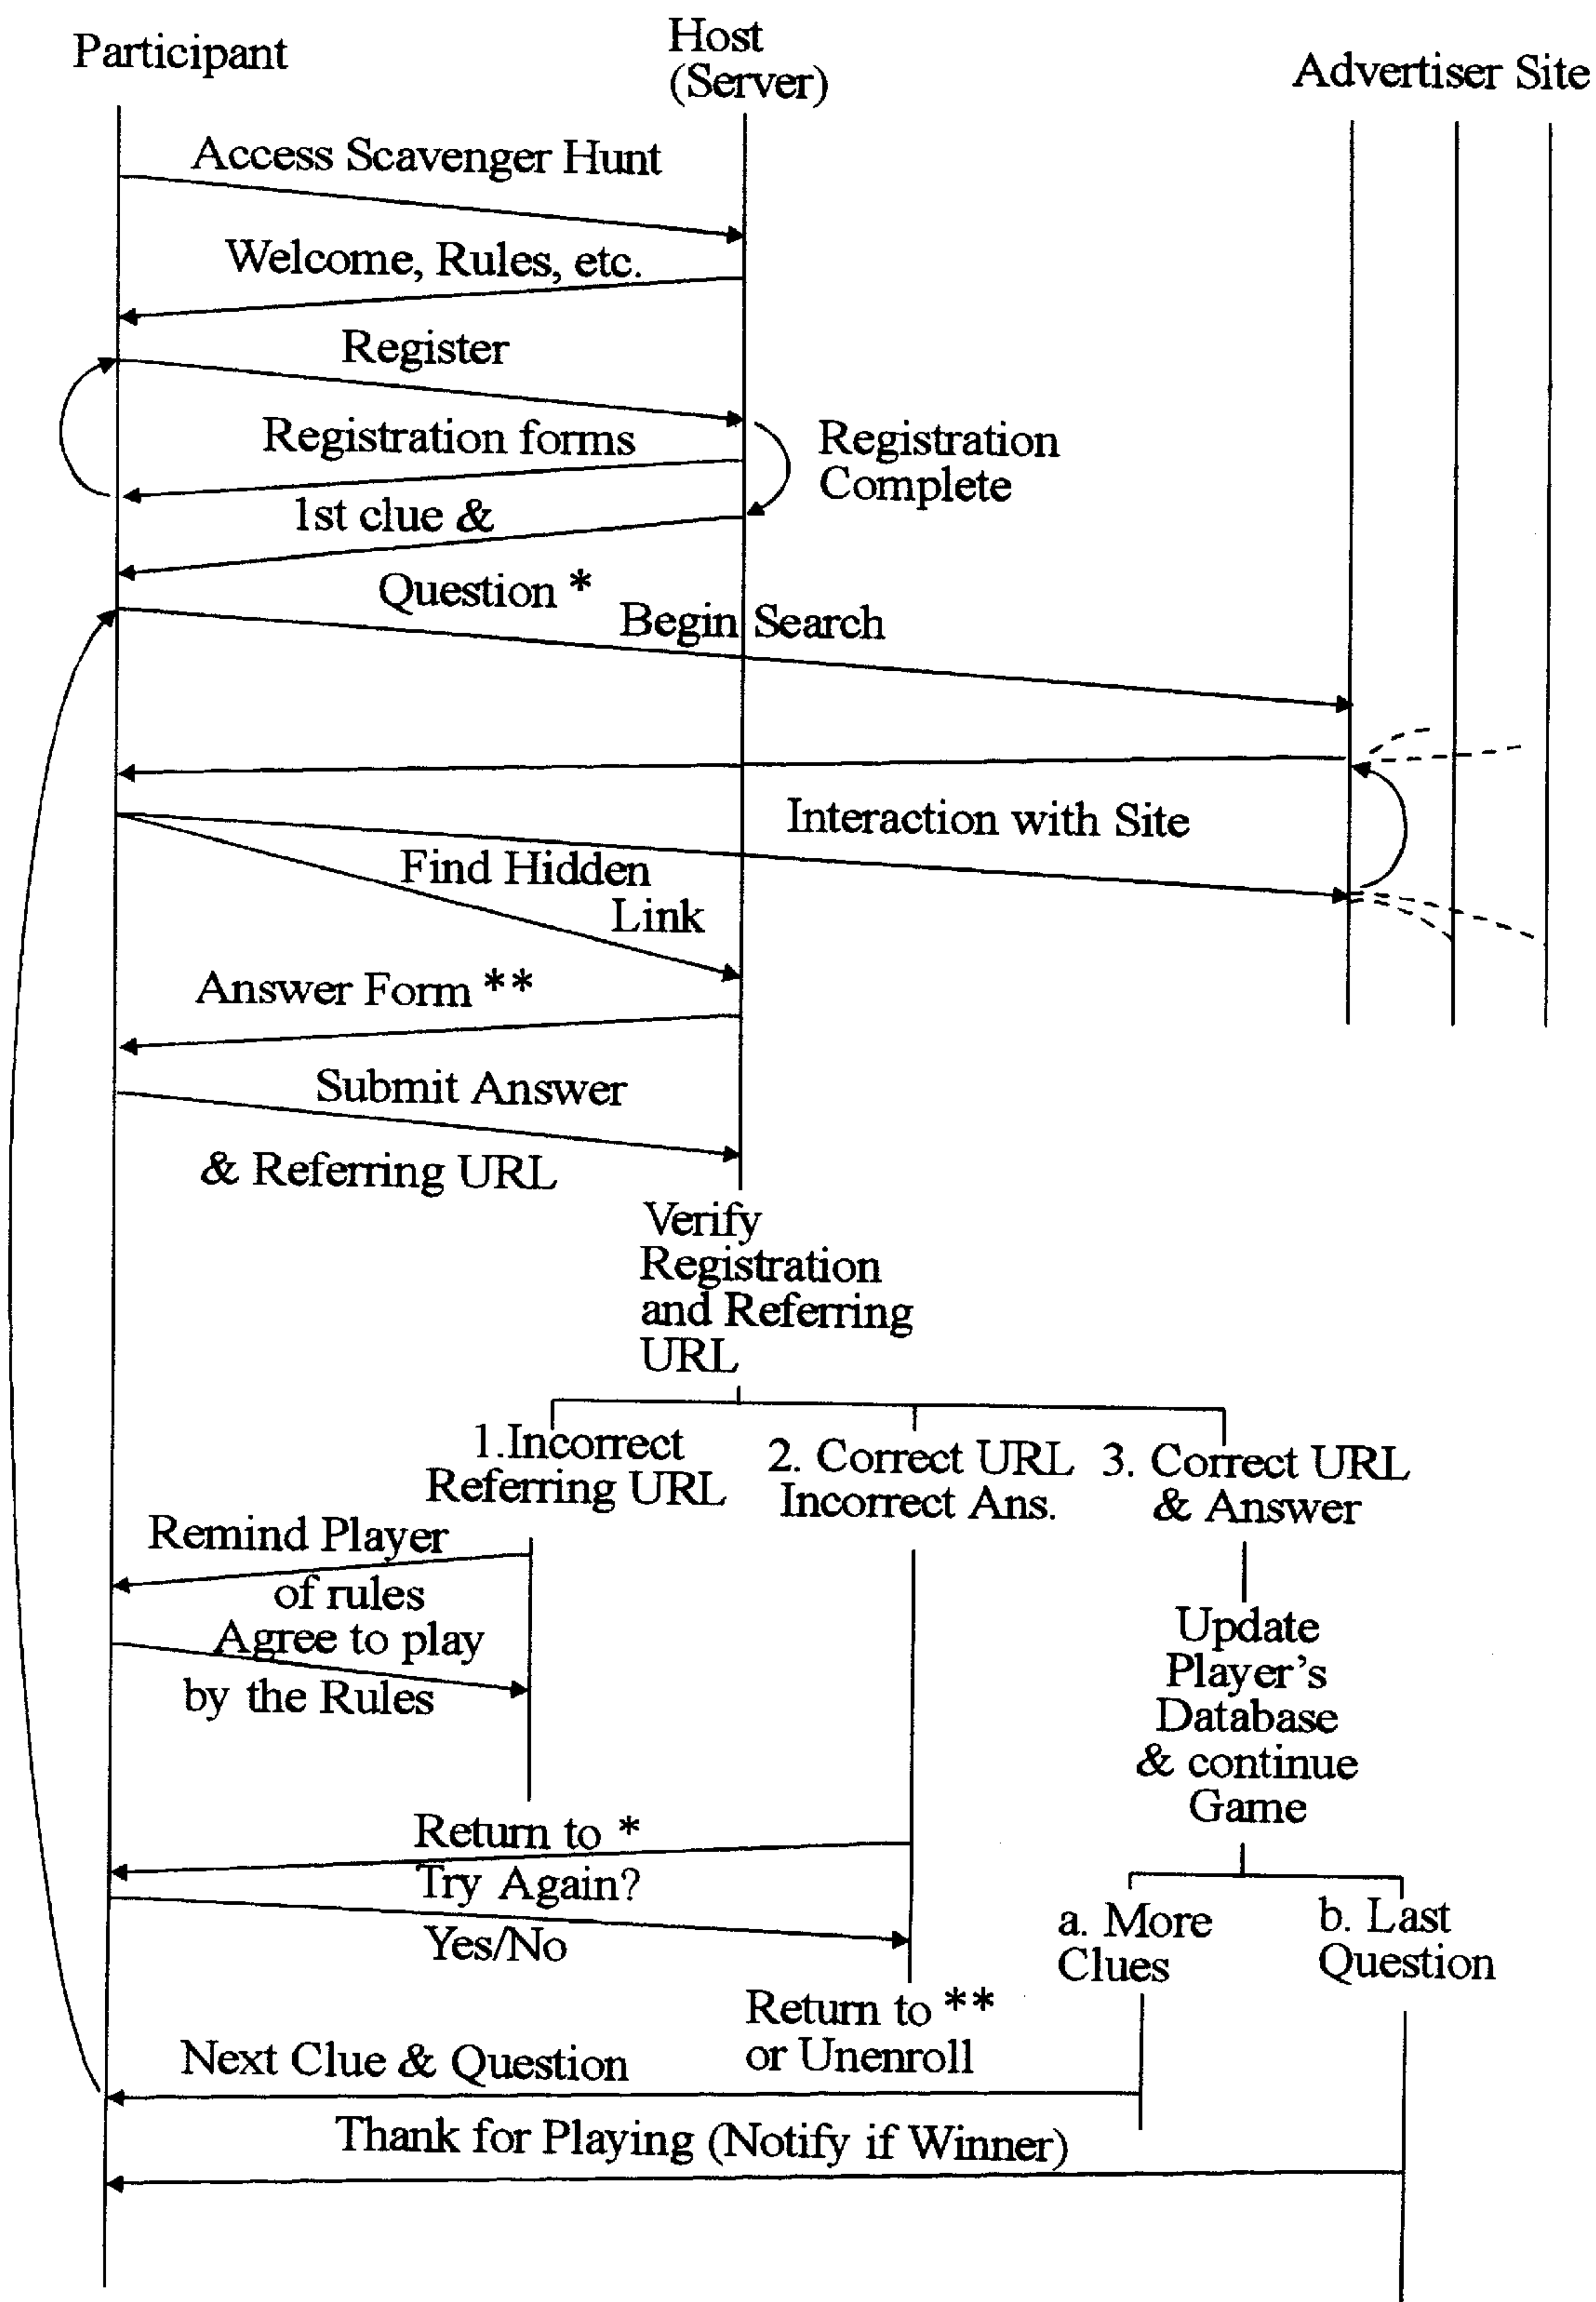 Participant
Host
(Server)
Advertiser Site
Access Scavenger Hunt
Welcome, Rules, etc.
Register
Registration forms
Registration
Complete
1st clue &
Question *
Begin Search
Interaction with Site
Find Hidden
Link
Answer Form **
Submit Answer
& Referring URL
Verify
Registration
and Referring
URL
1.Incorrect
Referring URL
2. Correct URL
Incorrect Ans.
3. Correct URL
& Answer
Remind Player
of rules
Agree to play
by the Rules
Update
Player's
Database
& continue
Game
Return to *
Try Again?
Yes/No
a. More
Clues
b. Last
Question
Return to **
or Unenroll
Next Clue & Question
Thank for Playing (Notify if Winner)